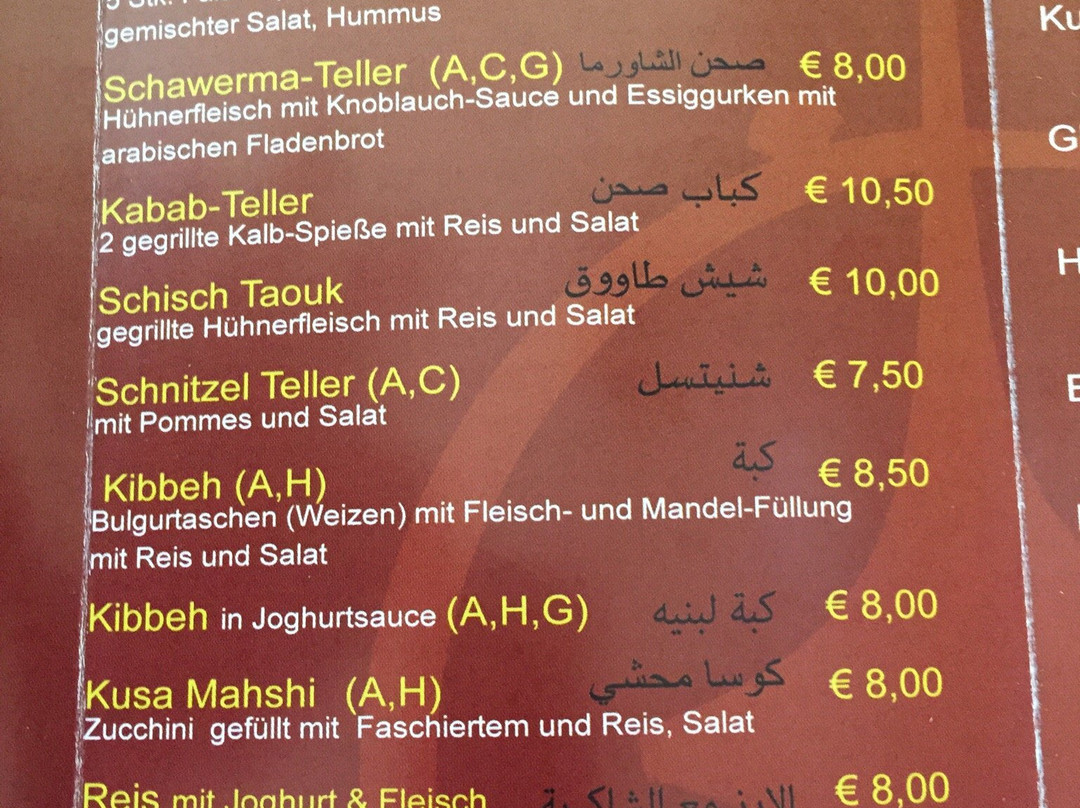 gemischter Salat, Hummus
Schawerma-Teller (A,C,G) صحن الشاورما € 8,00
Hühnerfleisch mit Knoblauch-Sauce und Essiggurken mit
arabischen Fladenbrot
Kabab-Teller كباب صحن € 10,50
2 gegrillte Kalb-Spieße mit Reis und Salat
Schisch Taouk شيش طاووق € 10,00
gegrillte Hühnerfleisch mit Reis und Salat
Schnitzel Teller (A,C) شنيتسل € 7,50
mit Pommes und Salat
Kibbeh (A,H) كبة € 8,50
Bulgurtaschen (Weizen) mit Fleisch- und Mandel-Füllung
mit Reis und Salat
Kibbeh in Joghurtsauce (A,H,G) كبة لبنيه € 8,00
Kusa Mahshi (A,H) كوسا محشي € 8,00
Zucchini gefüllt mit Faschiertem und Reis, Salat
Reis mit Joghurt & Fleisch € 8,00